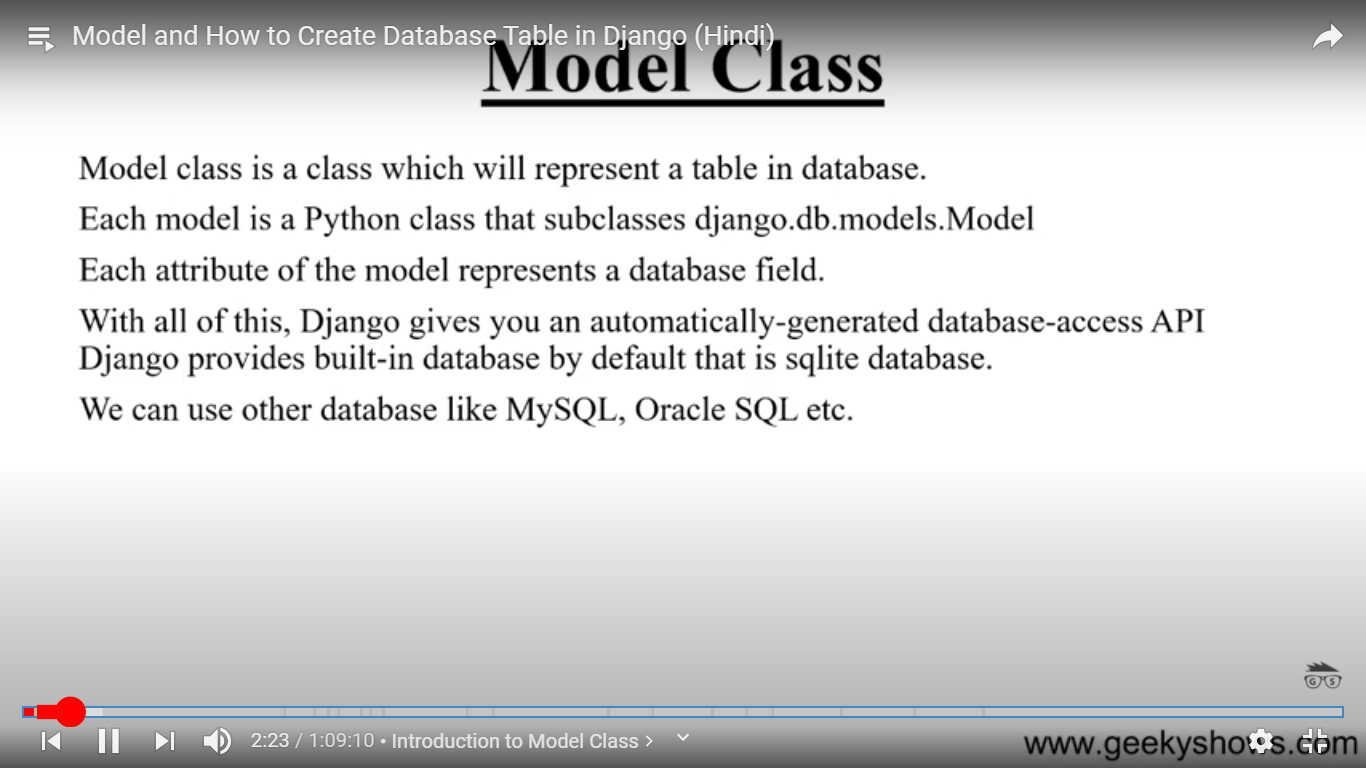 Model and How to Create Database Table in Django (Hindi)
Model Class
Model class is a class which will represent a table in database.
Each model is a Python class that subclasses django.db.models.Model
Each attribute of the model represents a database field.
With all of this, Django gives you an automatically-generated database-access API
Django provides built-in database by default that is sqlite database.
We can use other database like MySQL, Oracle SQL etc.
G S
2:23 / 1:09:10 • Introduction to Model Class
www.geekyshows.com